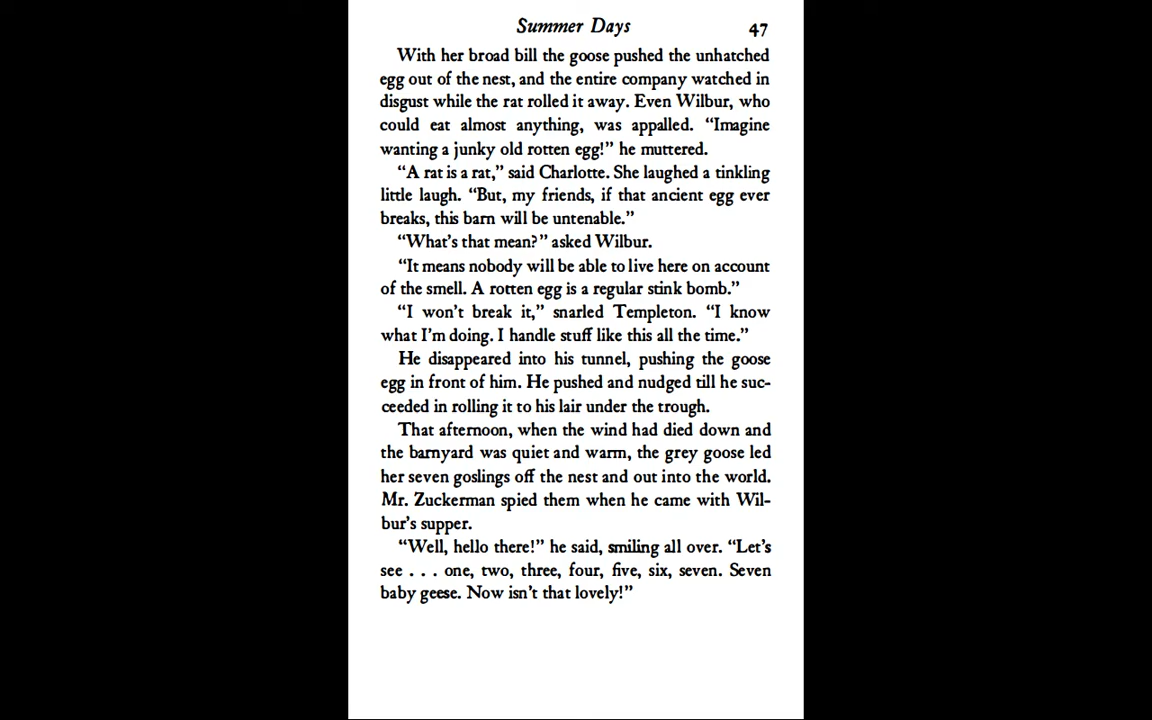 Summer Days 47
With her broad bill the goose pushed the unhatched
egg out of the nest, and the entire company watched in
disgust while the rat rolled it away. Even Wilbur, who
could eat almost anything, was appalled. “Imagine
wanting a junky old rotten egg!” he muttered.
“A rat is a rat,” said Charlotte. She laughed a tinkling
little laugh. “But, my friends, if that ancient egg ever
breaks, this barn will be untenable.”
“What’s that mean?” asked Wilbur.
“It means nobody will be able to live here on account
of the smell. A rotten egg is a regular stink bomb.”
“I won’t break it,” snarled Templeton. “I know
what I’m doing. I handle stuff like this all the time.”
He disappeared into his tunnel, pushing the goose
egg in front of him. He pushed and nudged till he suc-
ceeded in rolling it to his lair under the trough.
That afternoon, when the wind had died down and
the barnyard was quiet and warm, the grey goose led
her seven goslings off the nest and out into the world.
Mr. Zuckerman spied them when he came with Wil-
bur’s supper.
“Well, hello there!” he said, smiling all over. “Let’s
see . . . one, two, three, four, five, six, seven. Seven
baby geese. Now isn’t that lovely!”